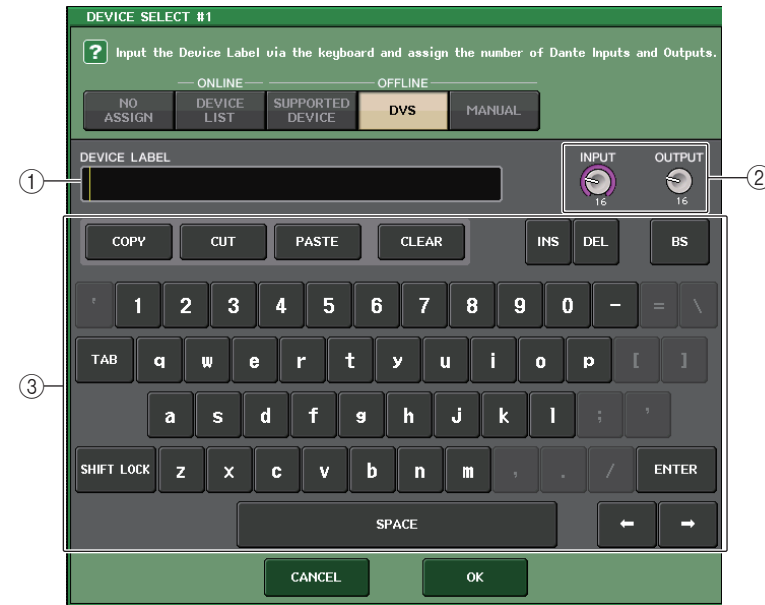 DEVICE SELECT #1
? Input the Device Label via the keyboard and assign the number of Dante Inputs and Outputs.
ONLINE OFFLINE
NO ASSIGN DEVICE LIST SUPPORTED DEVICE DVS MANUAL
DEVICE LABEL INPUT OUTPUT
1 2
16 16
COPY CUT PASTE CLEAR INS DEL BS
' 1 2 3 4 5 6 7 8 9 0 - = \
TAB q w e r t y u i o p [ ]
3
a s d f g h j k l ; '
SHIFT LOCK z x c v b n m , . / ENTER
SPACE ← →
CANCEL OK